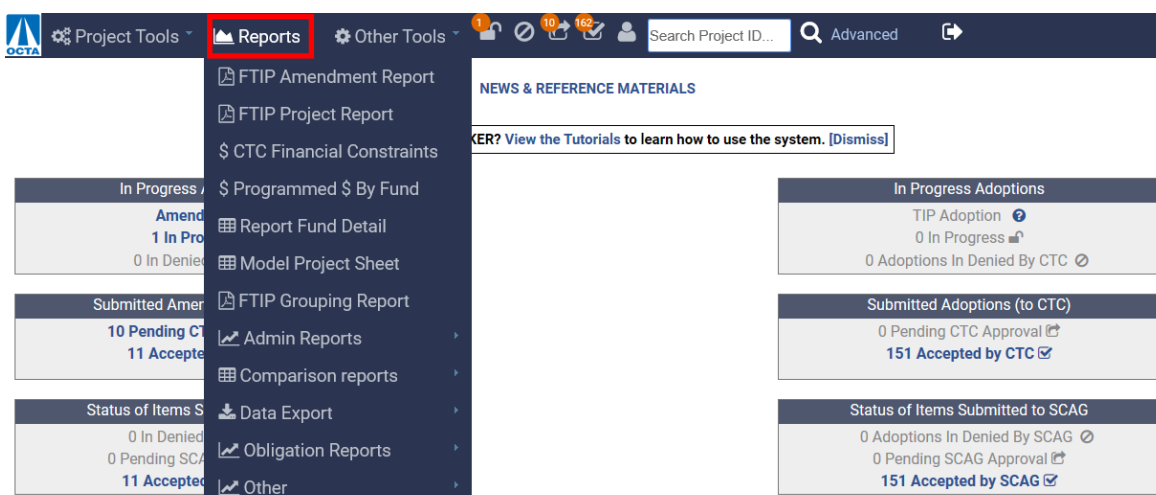 OCTA Project Tools Reports Other Tools 1 10 162 Search Project ID... Advanced
FTIP Amendment Report
FTIP Project Report
$ CTC Financial Constraints
$ Programmed $ By Fund
Report Fund Detail
Model Project Sheet
FTIP Grouping Report
Admin Reports
Comparison reports
Data Export
Obligation Reports
Other
NEWS & REFERENCE MATERIALS
KER? View the Tutorials to learn how to use the system. [Dismiss]
In Progress
Amend
1 In Pro
0 In Denied
Submitted Amen
10 Pending CT
11 Accepte
Status of Items S
0 In Denied
0 Pending SCA
11 Accepted
In Progress Adoptions
TIP Adoption ?
0 In Progress
0 Adoptions In Denied By CTC
Submitted Adoptions (to CTC)
0 Pending CTC Approval
151 Accepted by CTC
Status of Items Submitted to SCAG
0 Adoptions In Denied By SCAG
0 Pending SCAG Approval
151 Accepted by SCAG